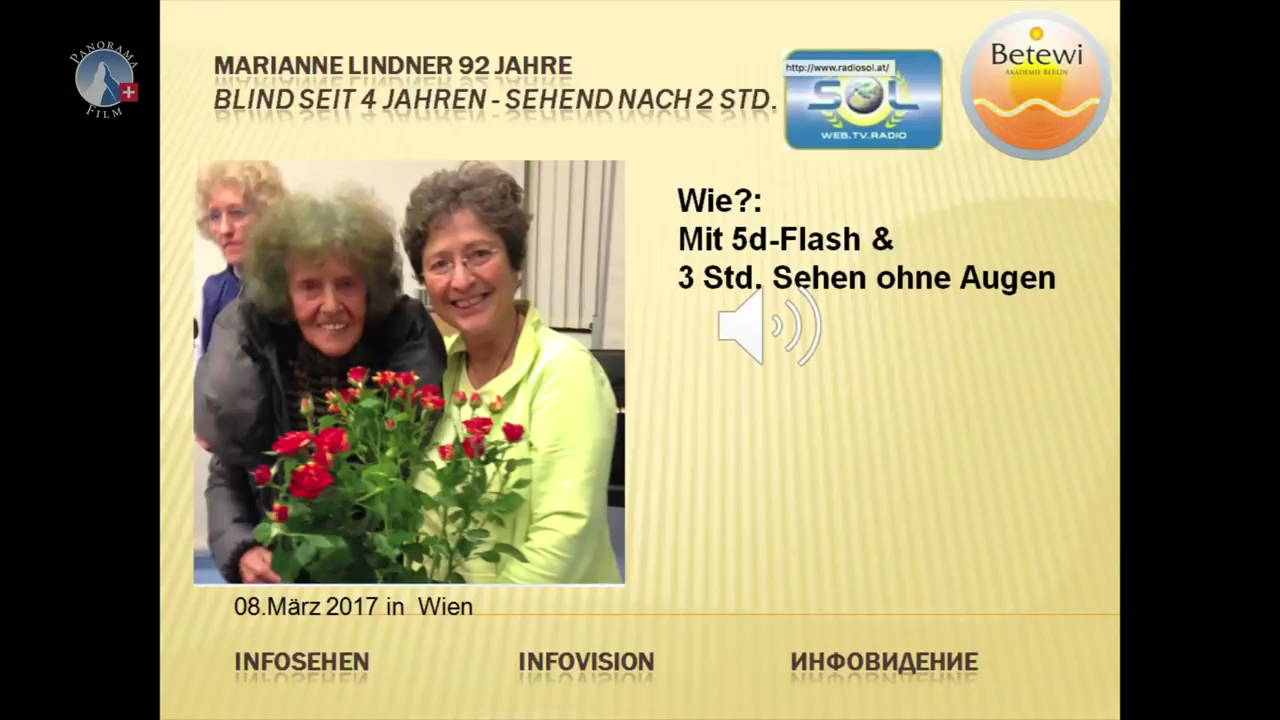 PANORAMA
FILM
MARIANNE LINDNER 92 JAHRE
BLIND SEIT 4 JAHREN - SEHEND NACH 2 STD.
http://www.radiosol.at/
SOL
WEB.TV.RADIO
Betewi
AKADEMIE BERLIN
Wie?:
Mit 5d-Flash &
3 Std. Sehen ohne Augen
08.März 2017 in Wien
INFOSEHEN
INFOVISION
ИНФОВИДЕНИЕ